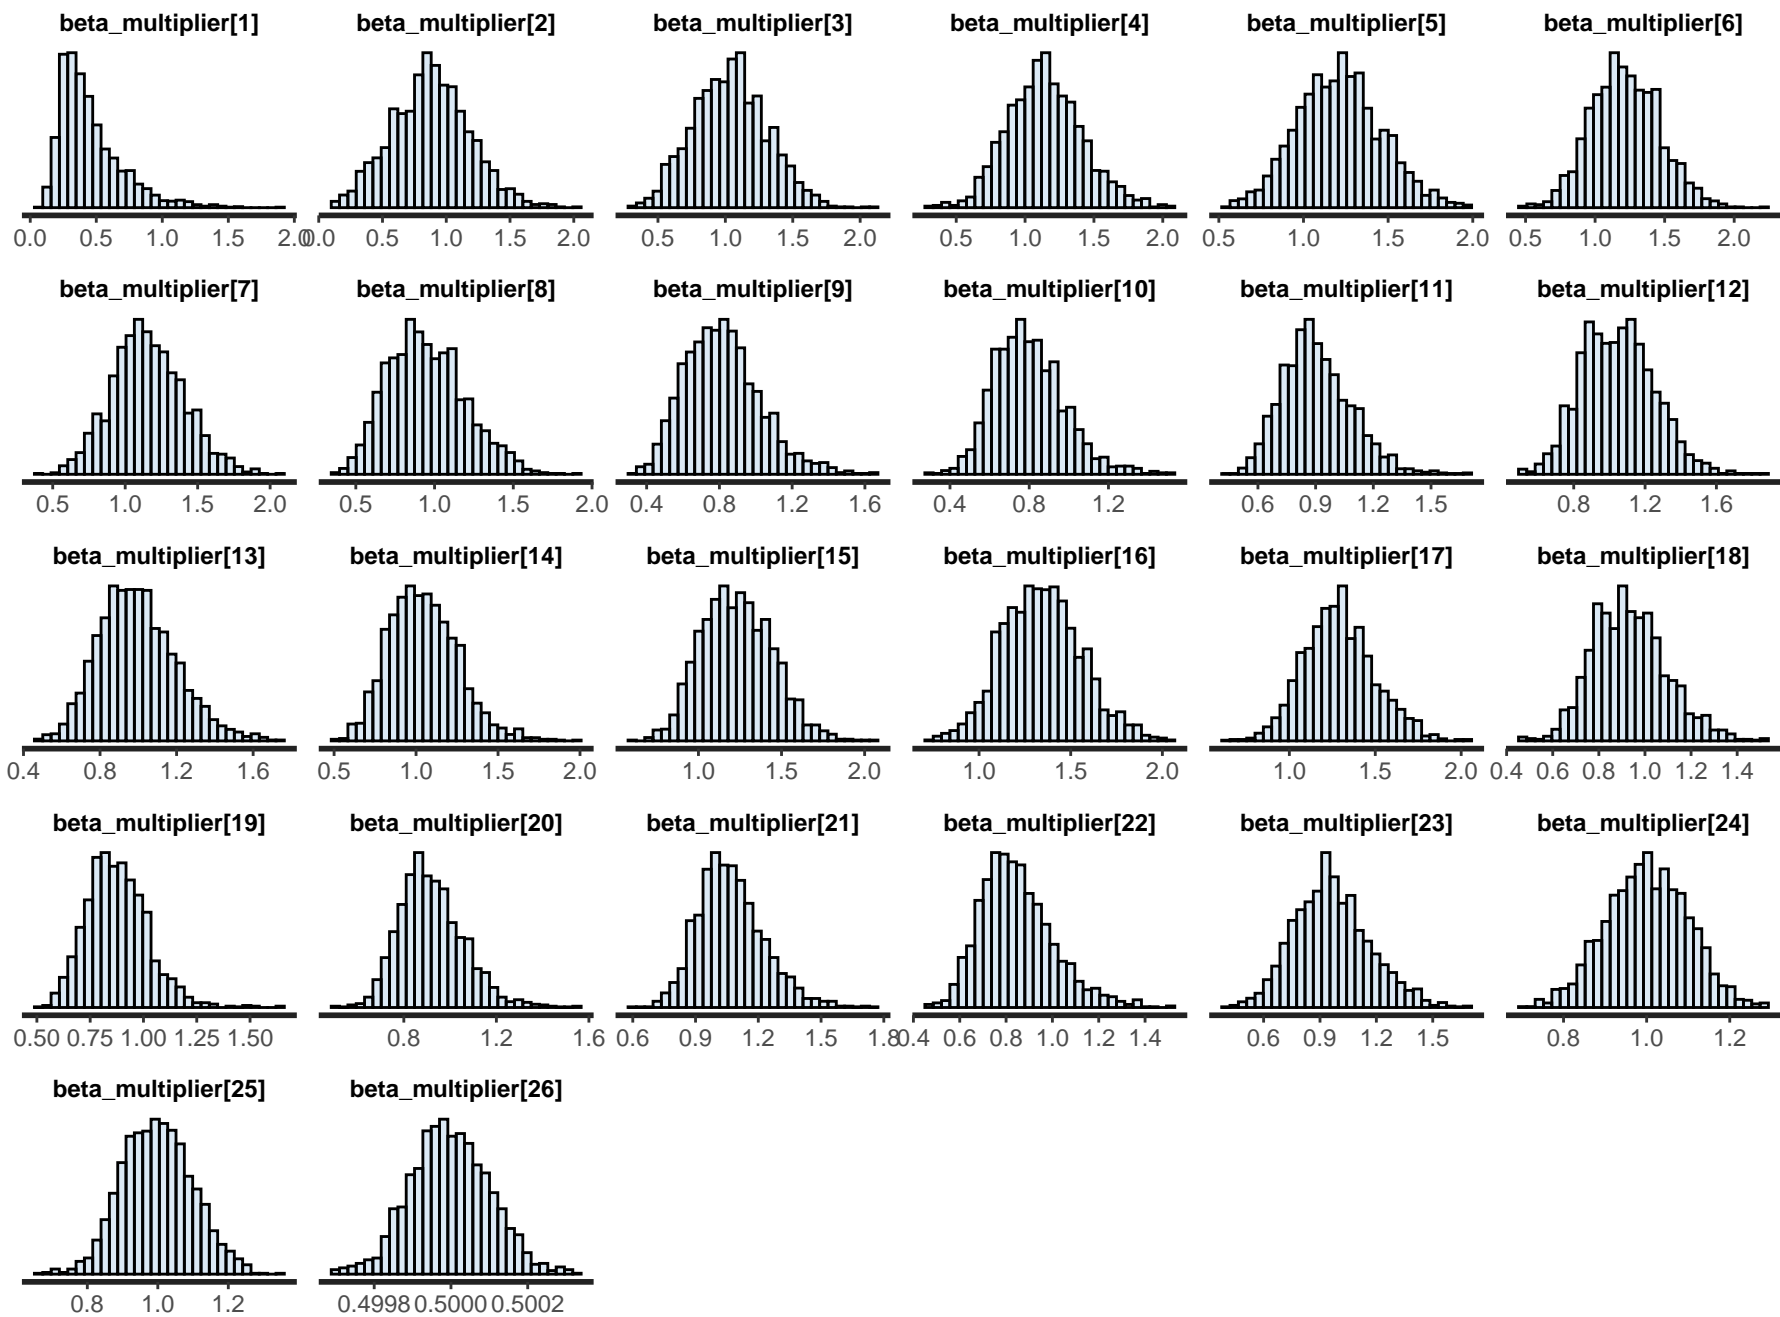 beta_multiplier[1] beta_multiplier[2] beta_multiplier[3] beta_multiplier[4] beta_multiplier[5] beta_multiplier[6]
0.0 0.5 1.0 1.5 2.0 0.0 0.5 1.0 1.5 2.0 0.5 1.0 1.5 2.0 0.5 1.0 1.5 2.0 0.5 1.0 1.5 2.0 0.5 1.0 1.5 2.0
beta_multiplier[7] beta_multiplier[8] beta_multiplier[9] beta_multiplier[10] beta_multiplier[11] beta_multiplier[12]
0.5 1.0 1.5 2.0 0.5 1.0 1.5 2.0 0.4 0.8 1.2 1.6 0.4 0.8 1.2 0.6 0.9 1.2 1.5 0.8 1.2 1.6
beta_multiplier[13] beta_multiplier[14] beta_multiplier[15] beta_multiplier[16] beta_multiplier[17] beta_multiplier[18]
0.4 0.8 1.2 1.6 0.5 1.0 1.5 2.0 1.0 1.5 2.0 1.0 1.5 2.0 1.0 1.5 2.0 0.4 0.6 0.8 1.0 1.2 1.4
beta_multiplier[19] beta_multiplier[20] beta_multiplier[21] beta_multiplier[22] beta_multiplier[23] beta_multiplier[24]
0.50 0.75 1.00 1.25 1.50 0.8 1.2 1.6 0.6 0.9 1.2 1.5 1.8 0.4 0.6 0.8 1.0 1.2 1.4 0.6 0.9 1.2 1.5 0.8 1.0 1.2
beta_multiplier[25] beta_multiplier[26]
0.8 1.0 1.2 0.4998 0.5000 0.5002